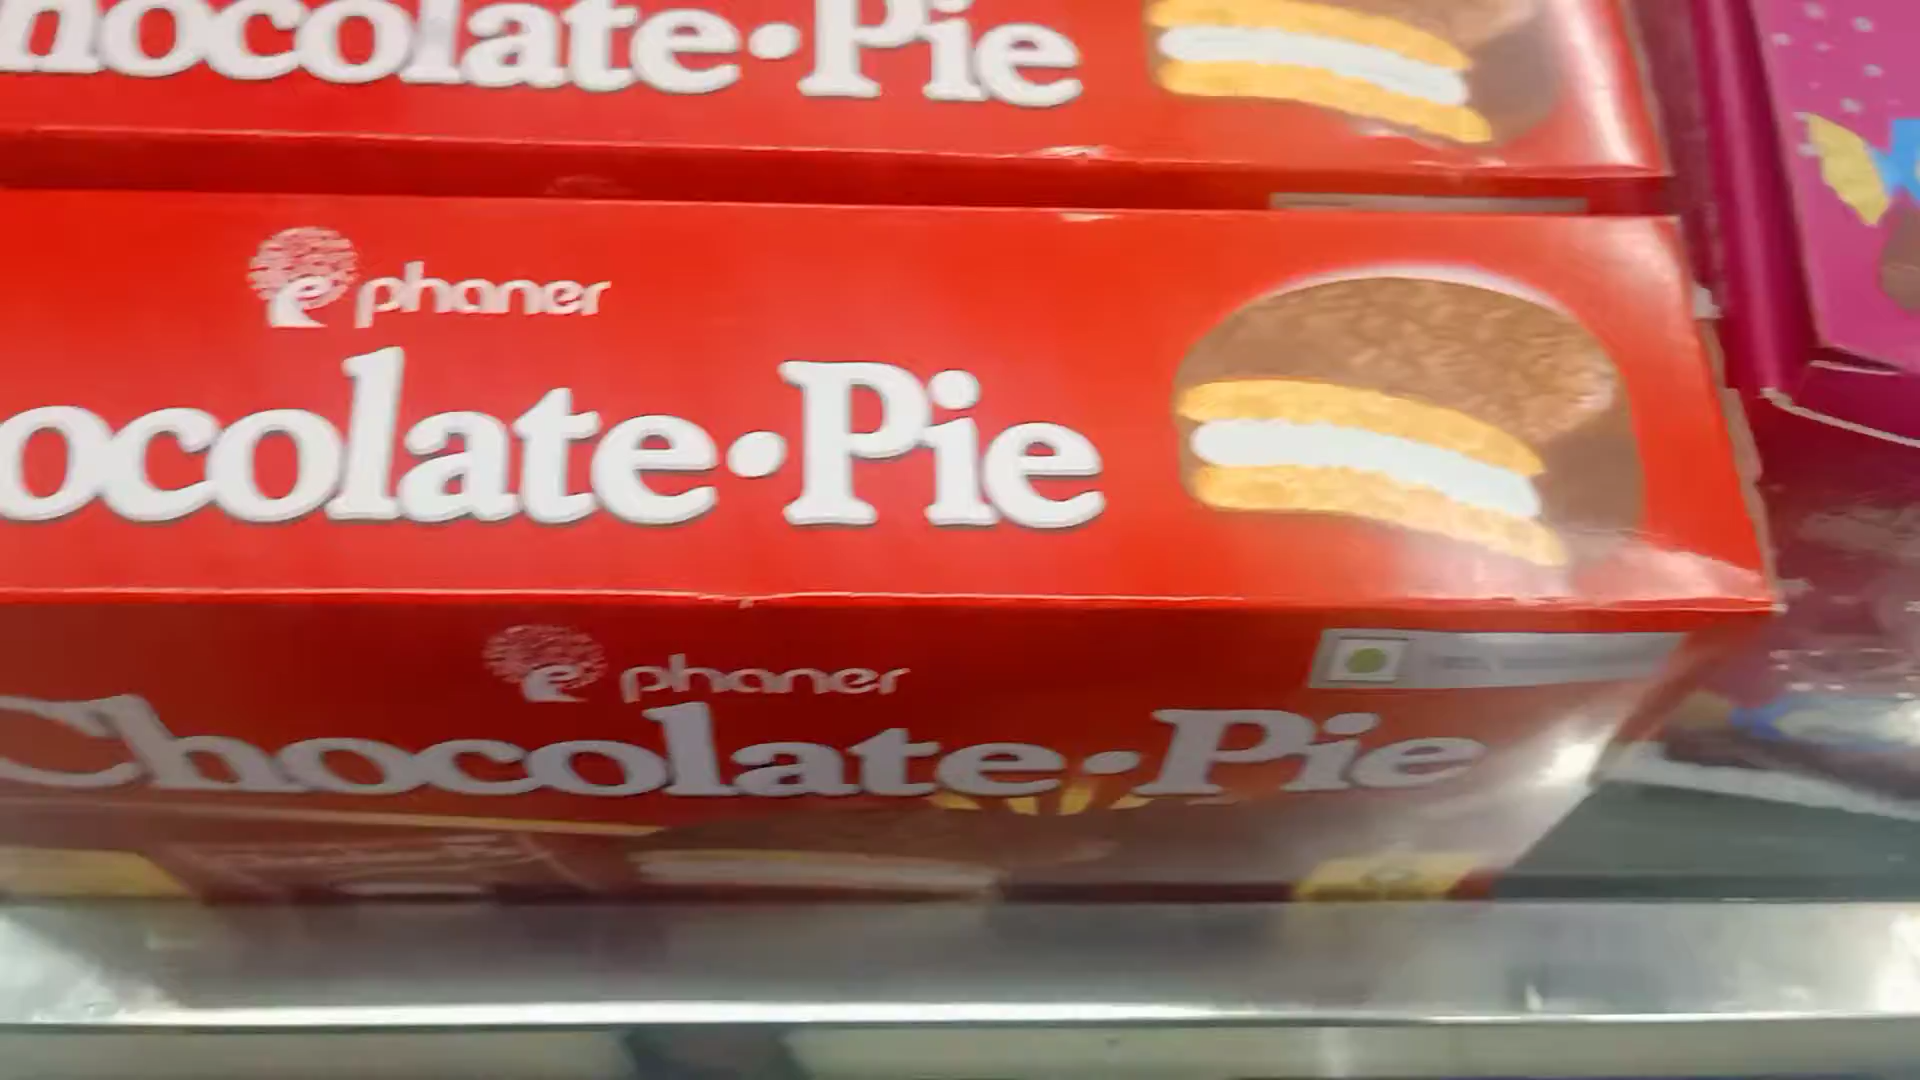 hocolate·Pie
e phaner
ocolate·Pie
e phaner
Chocolate·Pie